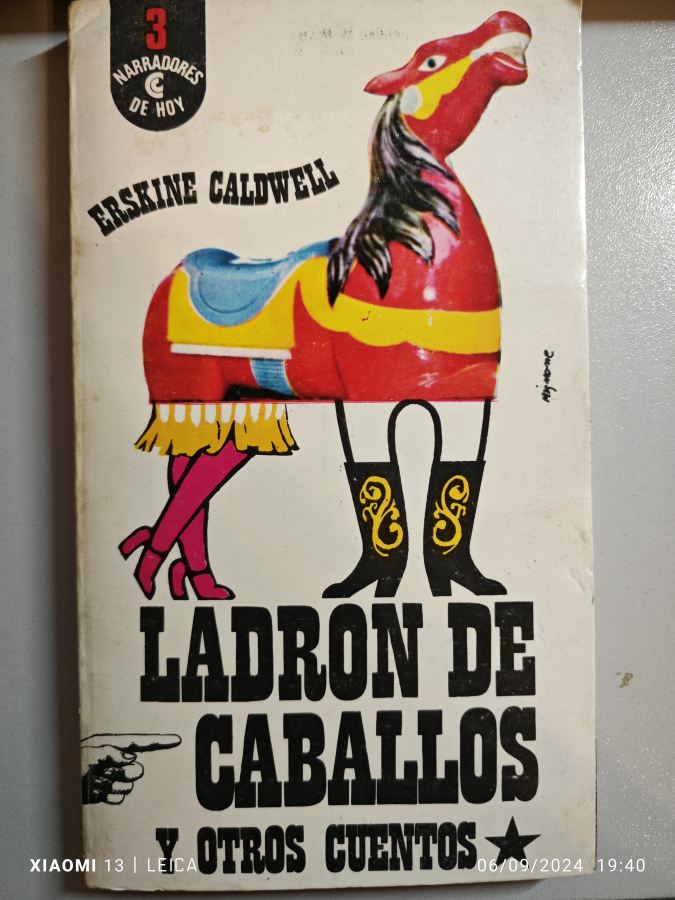 3
NARRADORES
DE HOY
ERSKINE CALDWELL
LADRON DE
CABALLOS
Y OTROS CUENTOS
XIAOMI 13 | LEICA
06/09/2024 19:40